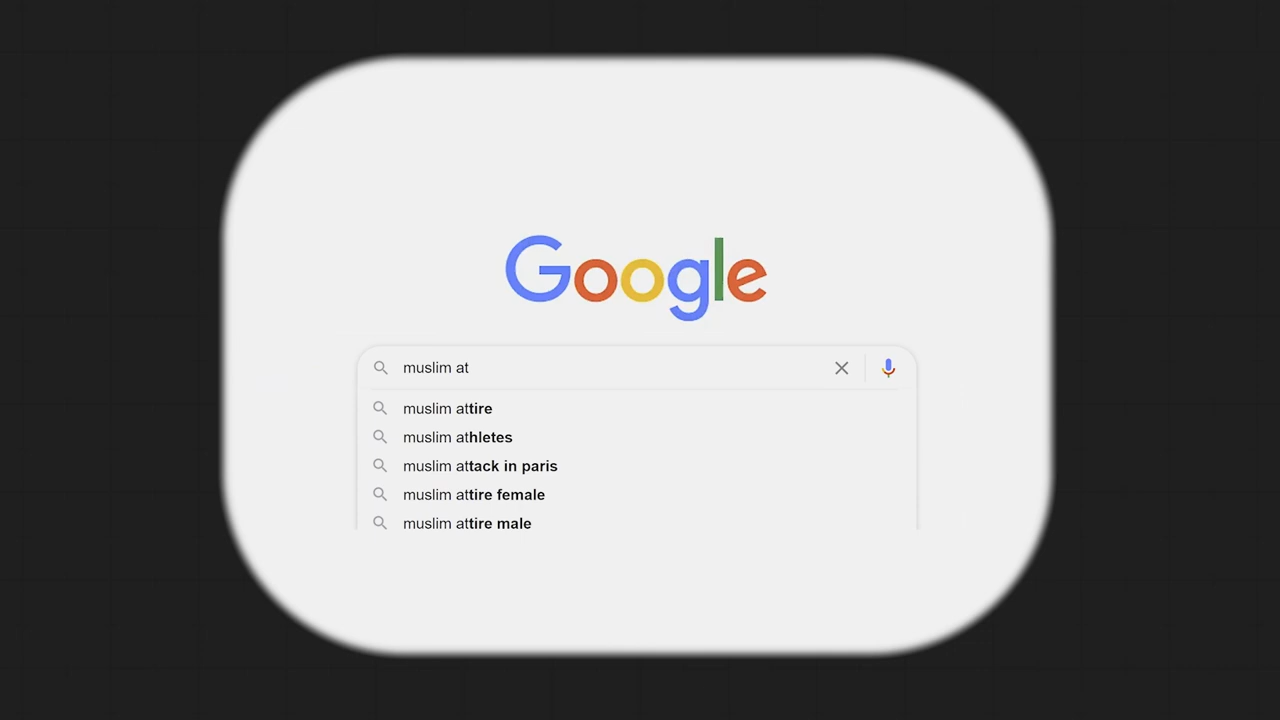 Google
muslim at
muslim attire
muslim athletes
muslim attack in paris
muslim attire female
muslim attire male